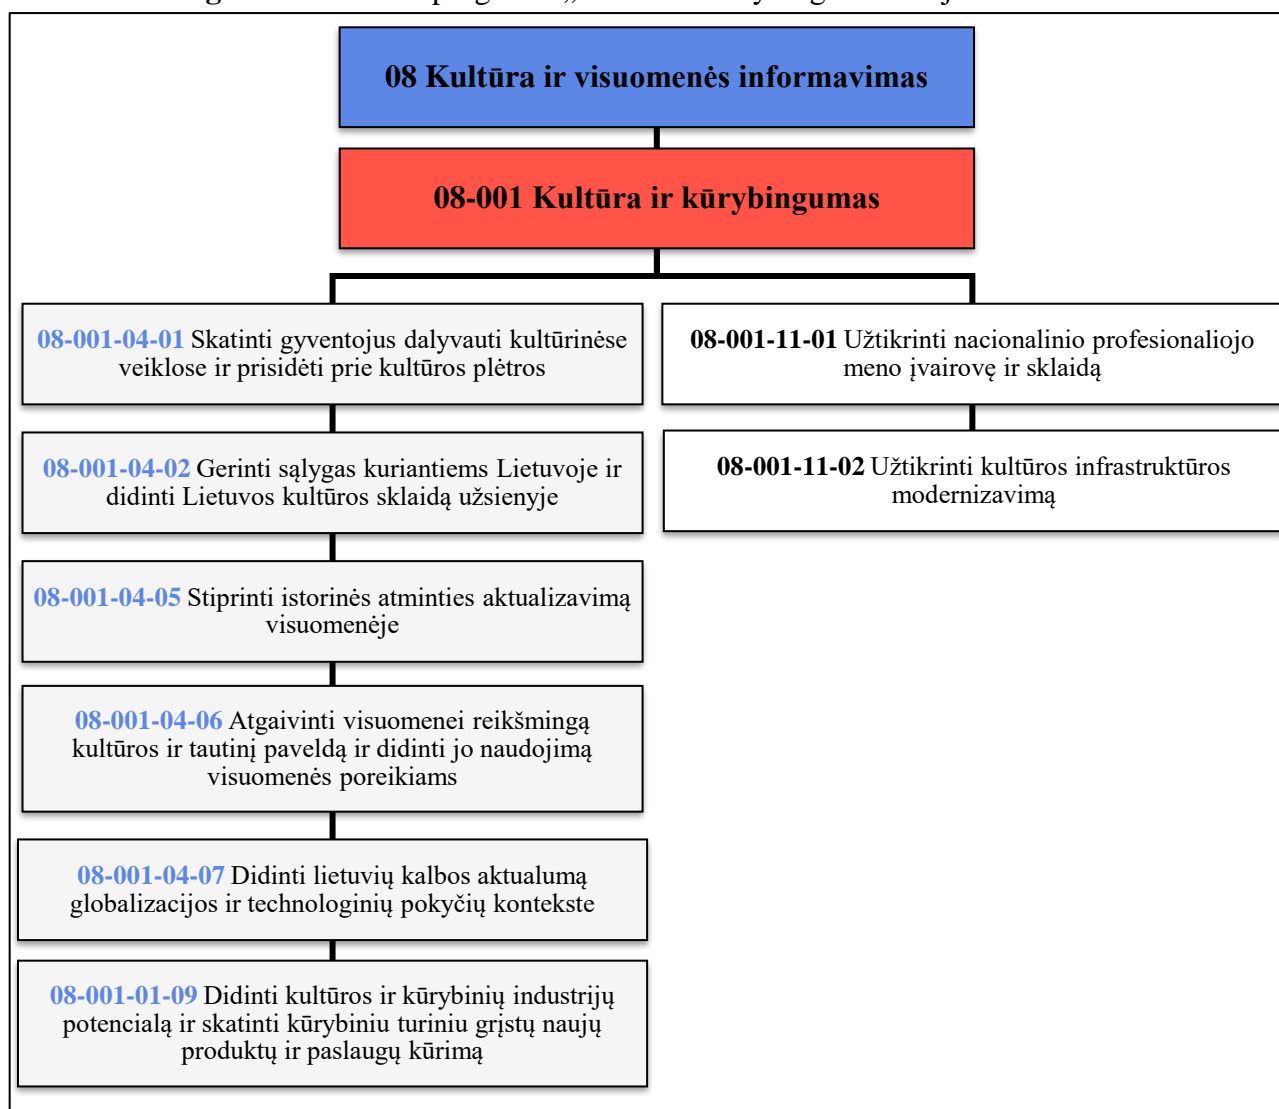 08 Kultūra ir visuomenės informavimas
08-001 Kultūra ir kūrybingumas
08-001-04-01 Skatinti gyventojus dalyvauti kultūrinėse
veiklose ir prisidėti prie kultūros plėtros
08-001-04-02 Gerinti sąlygas kuriantiems Lietuvoje ir
didinti Lietuvos kultūros sklaidą užsienyje
08-001-04-05 Stiprinti istorinės atminties aktualizavimą
visuomenėje
08-001-04-06 Atgaivinti visuomenei reikšmingą
kultūros ir tautinį paveldą ir didinti jo naudojimą
visuomenės poreikiams
08-001-04-07 Didinti lietuvių kalbos aktualumą
globalizacijos ir technologinių pokyčių kontekste
08-001-01-09 Didinti kultūros ir kūrybinių industrijų
potencialą ir skatinti kūrybiniu turiniu grįstų naujų
produktų ir paslaugų kūrimą
08-001-11-01 Užtikrinti nacionalinio profesionaliojo
meno įvairovę ir sklaidą
08-001-11-02 Užtikrinti kultūros infrastruktūros
modernizavimą